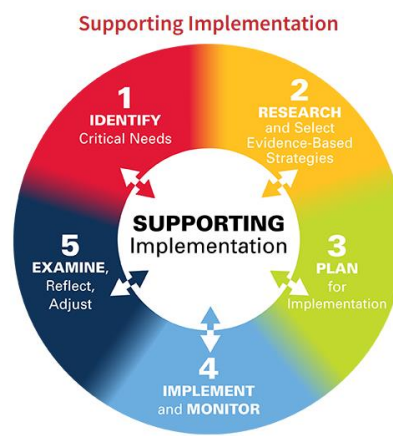 Supporting Implementation
1
IDENTIFY
Critical Needs
2
RESEARCH
and Select
Evidence-Based
Strategies
SUPPORTING
Implementation
3
PLAN
for
Implementation
4
IMPLEMENT
and MONITOR
5
EXAMINE,
Reflect,
Adjust